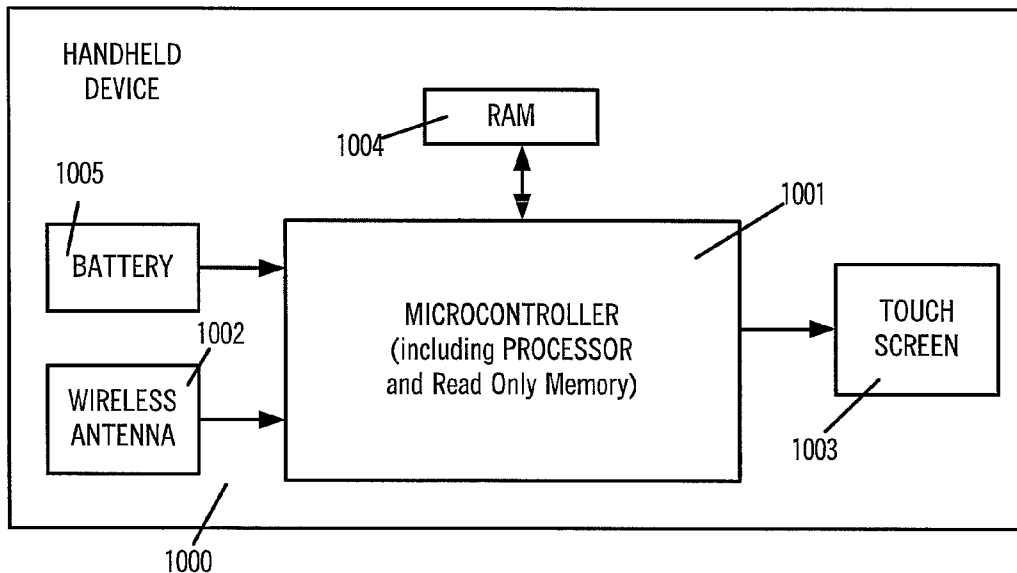 HANDHELD
DEVICE
RAM
1004
1005
1001
BATTERY
MICROCONTROLLER
(including PROCESSOR
and Read Only Memory)
TOUCH
SCREEN
1002
WIRELESS
ANTENNA
1003
1000